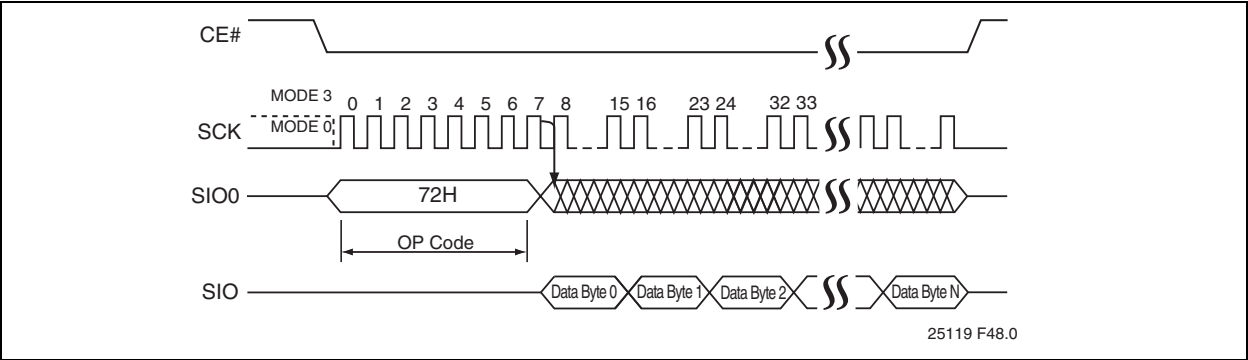 CE#
MODE 3
0 1 2 3 4 5 6 7 8 15 16 23 24 32 33
SCK
MODE 0
SIO0
72H
OP Code
SIO
Data Byte 0 Data Byte 1 Data Byte 2 Data Byte N
25119 F48.0